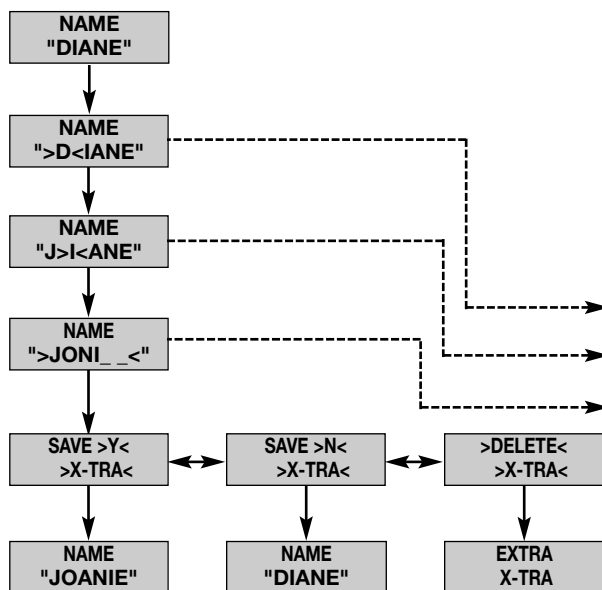 NAME
"DIANE"
NAME
">D<IANE"
NAME
"J>I<ANE"
NAME
">JONI_ _<"
SAVE >Y<
>X-TRA<
SAVE >N<
>X-TRA<
>DELETE<
>X-TRA<
NAME
"JOANIE"
NAME
"DIANE"
EXTRA
X-TRA